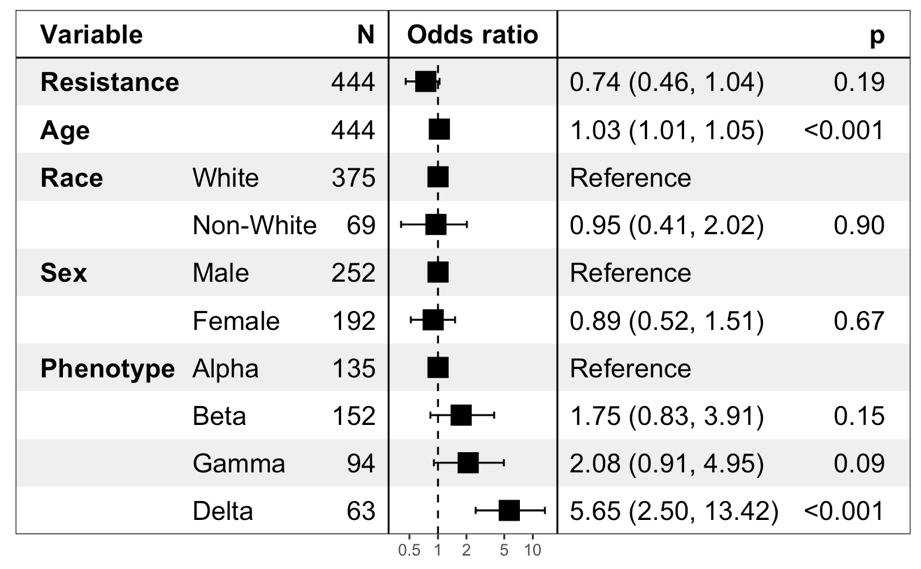 Variable N Odds ratio p
Resistance 444 0.74 (0.46, 1.04) 0.19
Age 444 1.03 (1.01, 1.05) <0.001
Race White 375 Reference
Non-White 69 0.95 (0.41, 2.02) 0.90
Sex Male 252 Reference
Female 192 0.89 (0.52, 1.51) 0.67
Phenotype Alpha 135 Reference
Beta 152 1.75 (0.83, 3.91) 0.15
Gamma 94 2.08 (0.91, 4.95) 0.09
Delta 63 5.65 (2.50, 13.42) <0.001
0.5 1 2 5 10